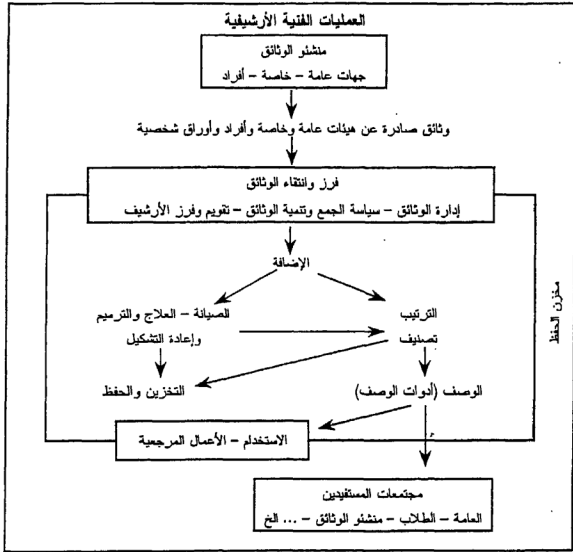 العمليات الفنية الأرشيفية
منشئو الوثائق
جهات عامة – خاصة – أفراد
وثائق صادرة عن هيئات عامة وخاصة وأفراد وأوراق شخصية
فرز وانتقاء الوثائق
إدارة الوثائق – سياسة الجمع وتنمية الوثائق – تقويم وفرز الأرشيف
الإضافة
الترتيب
تصنيف
الصيانة – العلاج والترميم
وإعادة التشكيل
الوصف (أدوات الوصف)
التخزين والحفظ
مخزن الحفظ
الاستخدام – الأعمال المرجعية
مجتمعات المستفيدين
العامة – الطلاب – منشئو الوثائق – ... الخ